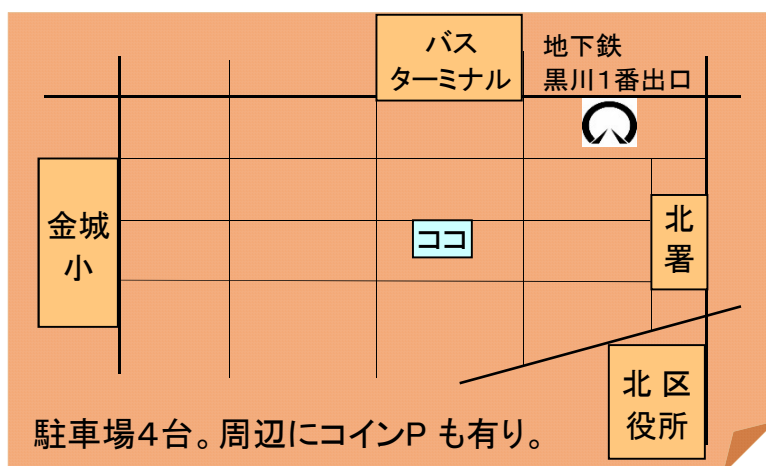 バス
ターミナル
地下鉄
黒川1番出口
金城
小
ココ
北
署
北 区
役所
駐車場4台。周辺にコインP も有り。